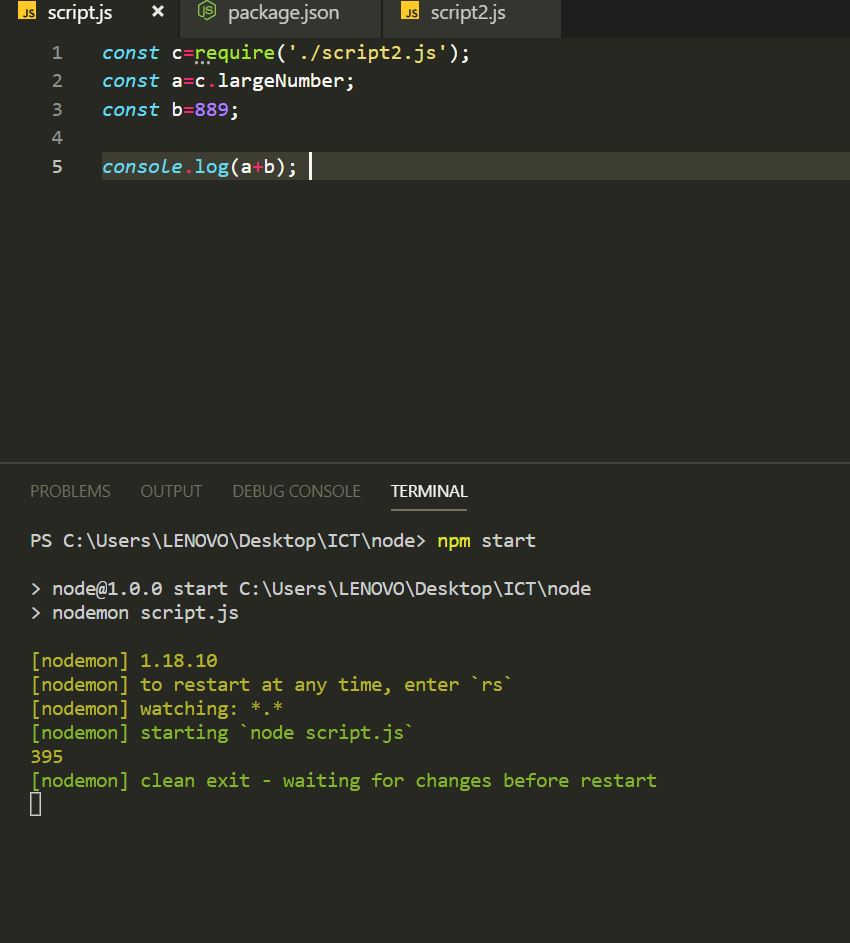 JS script.js × JS package.json JS script2.js
1 const c=require('./script2.js');
2 const a=c.largeNumber;
3 const b=889;
4
5 console.log(a+b);
PROBLEMS OUTPUT DEBUG CONSOLE TERMINAL
PS C:\Users\LENOVO\Desktop\ICT\node> npm start
> node@1.0.0 start C:\Users\LENOVO\Desktop\ICT\node
> nodemon script.js
[nodemon] 1.18.10
[nodemon] to restart at any time, enter `rs`
[nodemon] watching: *.*
[nodemon] starting `node script.js`
395
[nodemon] clean exit - waiting for changes before restart